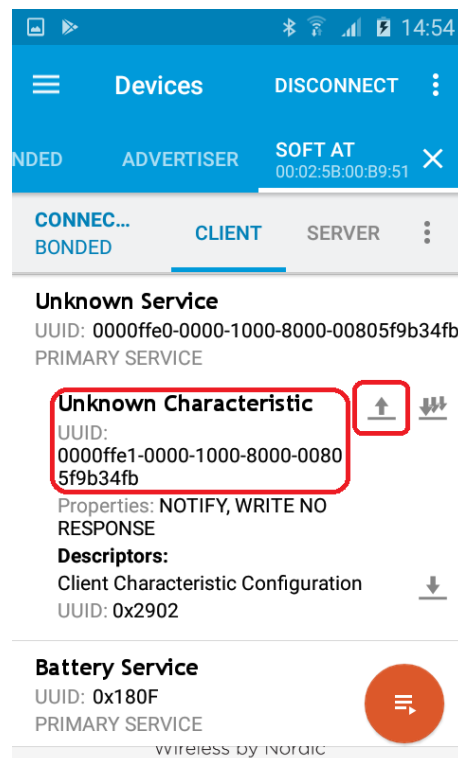 14:54
Devices
DISCONNECT
NDED
ADVERTISER
SOFT AT
00:02:5B:00:B9:51
CONNEC...
BONDED
CLIENT
SERVER
Unknown Service
UUID: 0000ffe0-0000-1000-8000-00805f9b34fb
PRIMARY SERVICE
Unknown Characteristic
UUID:
0000ffe1-0000-1000-8000-0080
5f9b34fb
Properties: NOTIFY, WRITE NO
RESPONSE
Descriptors:
Client Characteristic Configuration
UUID: 0x2902
Battery Service
UUID: 0x180F
PRIMARY SERVICE
Wireless by Nordic